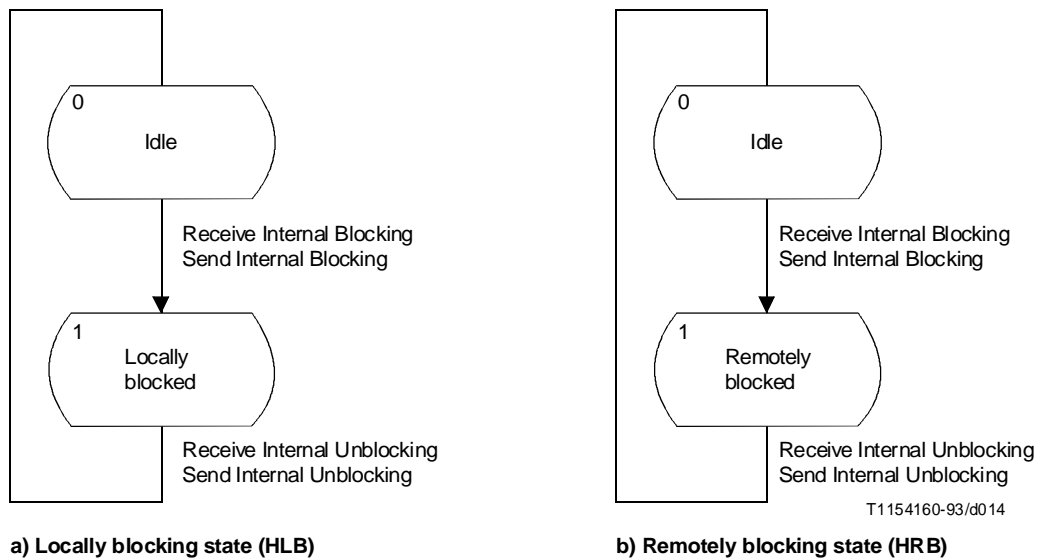 0
Idle
Receive Internal Blocking
Send Internal Blocking
1
Locally
blocked
Receive Internal Unblocking
Send Internal Unblocking
a) Locally blocking state (HLB)
0
Idle
Receive Internal Blocking
Send Internal Blocking
1
Remotely
blocked
Receive Internal Unblocking
Send Internal Unblocking
T1154160-93/d014
b) Remotely blocking state (HRB)